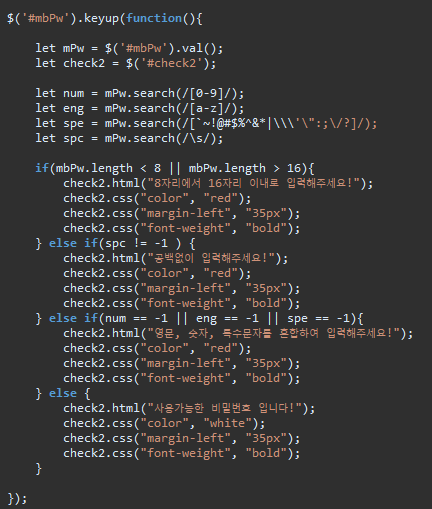 $('#mbPw').keyup(function(){
let mPw = $('#mbPw').val();
let check2 = $('#check2');
let num = mPw.search(/[0-9]/);
let eng = mPw.search(/[a-z]/);
let spe = mPw.search(/[`~!@#$%^&*|\\\'\":;\/?]/);
let spc = mPw.search(/\s/);
if(mbPw.length < 8 || mbPw.length > 16){
check2.html("8자리에서 16자리 이내로 입력해주세요!");
check2.css("color", "red");
check2.css("margin-left", "35px");
check2.css("font-weight", "bold");
} else if(spc != -1 ) {
check2.html("공백없이 입력해주세요!");
check2.css("color", "red");
check2.css("margin-left", "35px");
check2.css("font-weight", "bold");
} else if(num == -1 || eng == -1 || spe == -1){
check2.html("영문, 숫자, 특수문자를 혼합하여 입력해주세요!");
check2.css("color", "red");
check2.css("margin-left", "35px");
check2.css("font-weight", "bold");
} else {
check2.html("사용가능한 비밀번호 입니다!");
check2.css("color", "white");
check2.css("margin-left", "35px");
check2.css("font-weight", "bold");
}
});